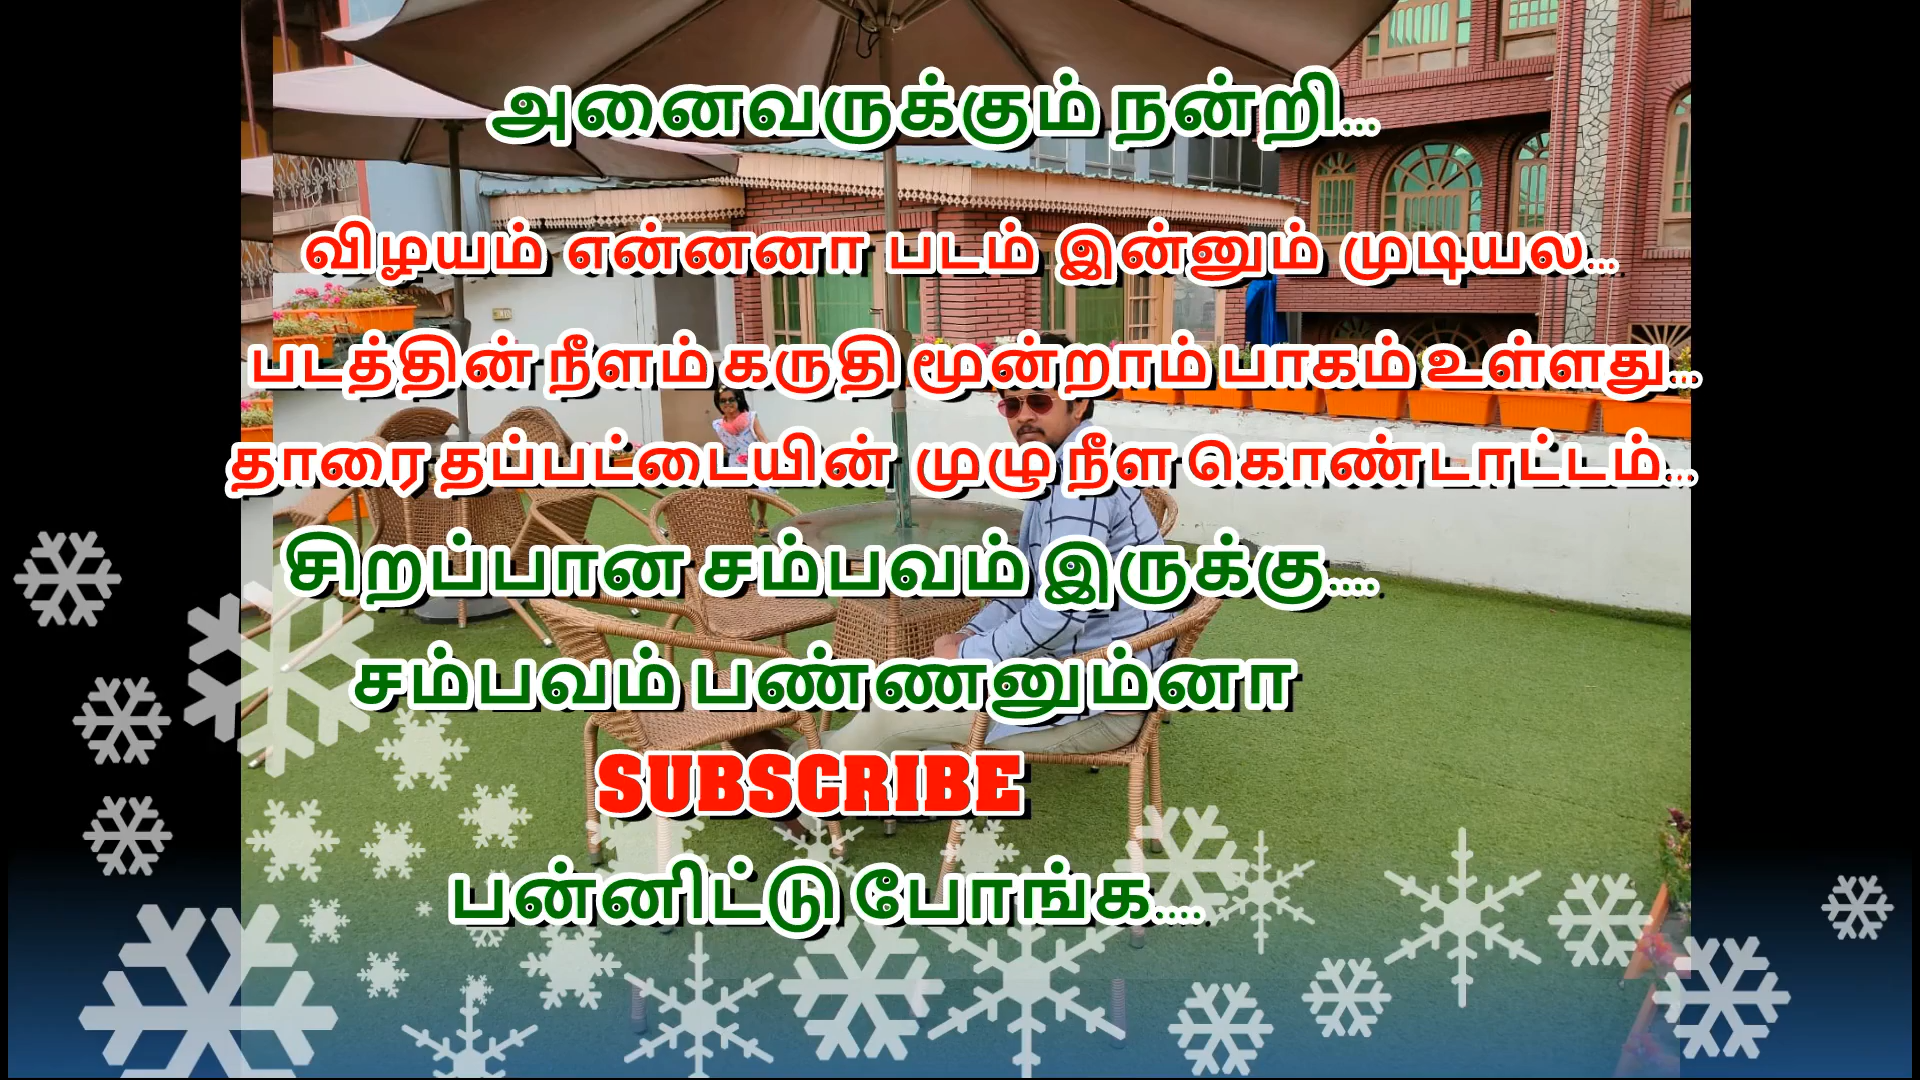 அனைவருக்கும் நன்றி...
விழயம் என்னனா படம் இன்னும் முடியல...
படத்தின் நீளம் கருதி மூன்றாம் பாகம் உள்ளது...
தாரை தப்பட்டையின் முழு நீள கொண்டாட்டம்...
சிறப்பான சம்பவம் இருக்கு....
சம்பவம் பண்ணனும்னா
SUBSCRIBE
பன்னிட்டு போங்க....